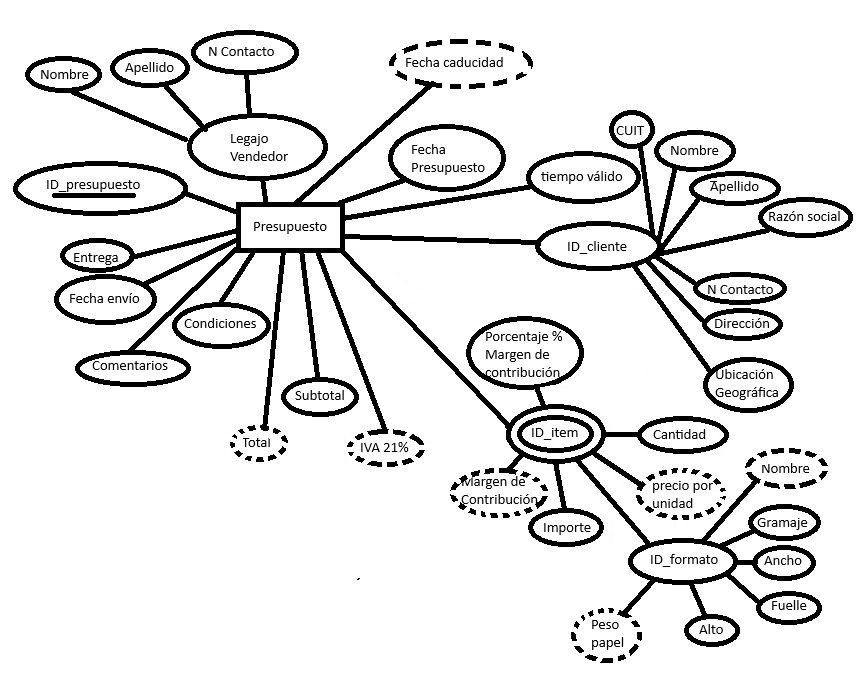 N Contacto
Nombre
Apellido
Fecha caducidad
Legajo
Vendedor
Fecha
Presupuesto
CUIT
Nombre
Apellido
Razón social
tiempo válido
ID_presupuesto
Presupuesto
ID_cliente
Entrega
Fecha envío
N Contacto
Condiciones
Dirección
Comentarios
Porcentaje %
Margen de
contribución
Ubicación
Geográfica
Subtotal
Total
IVA 21%
ID_item
Cantidad
Margen de
Contribución
precio por
unidad
Nombre
Importe
Gramaje
ID_formato
Ancho
Fuelle
Peso
papel
Alto